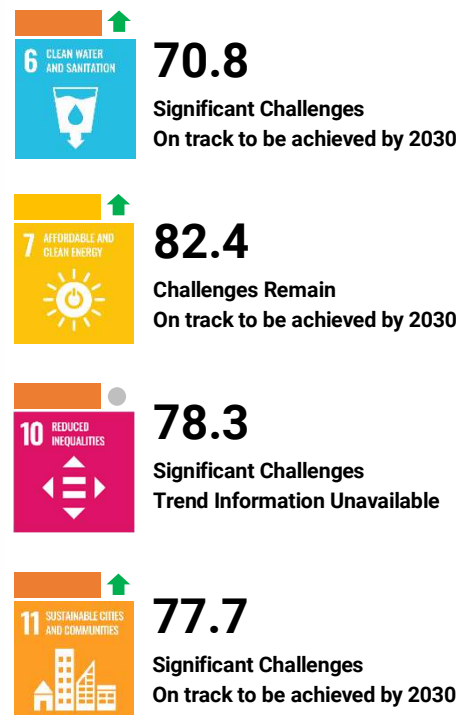 6 CLEAN WATER
AND SANITATION
70.8
Significant Challenges
On track to be achieved by 2030
7 AFFORDABLE AND
CLEAN ENERGY
82.4
Challenges Remain
On track to be achieved by 2030
10 REDUCED
INEQUALITIES
78.3
Significant Challenges
Trend Information Unavailable
11 SUSTAINABLE CITIES
AND COMMUNITIES
77.7
Significant Challenges
On track to be achieved by 2030